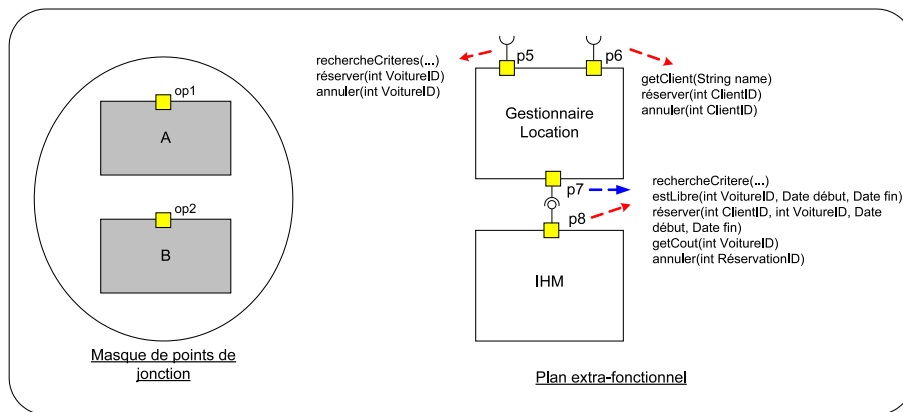 op1
A
op2
B
Masque de points de
jonction
rechercheCriteres(...)
réserver(int VoitureID)
annuler(int VoitureID)
p5
p6
getClient(String name)
réserver(int ClientID)
annuler(int ClientID)
Gestionnaire
Location
p7
p8
rechercheCritere(...)
estLibre(int VoitureID, Date début, Date fin)
réserver(int ClientID, int VoitureID, Date
début, Date fin)
getCout(int VoitureID)
annuler(int RéservationID)
IHM
Plan extra-fonctionnel